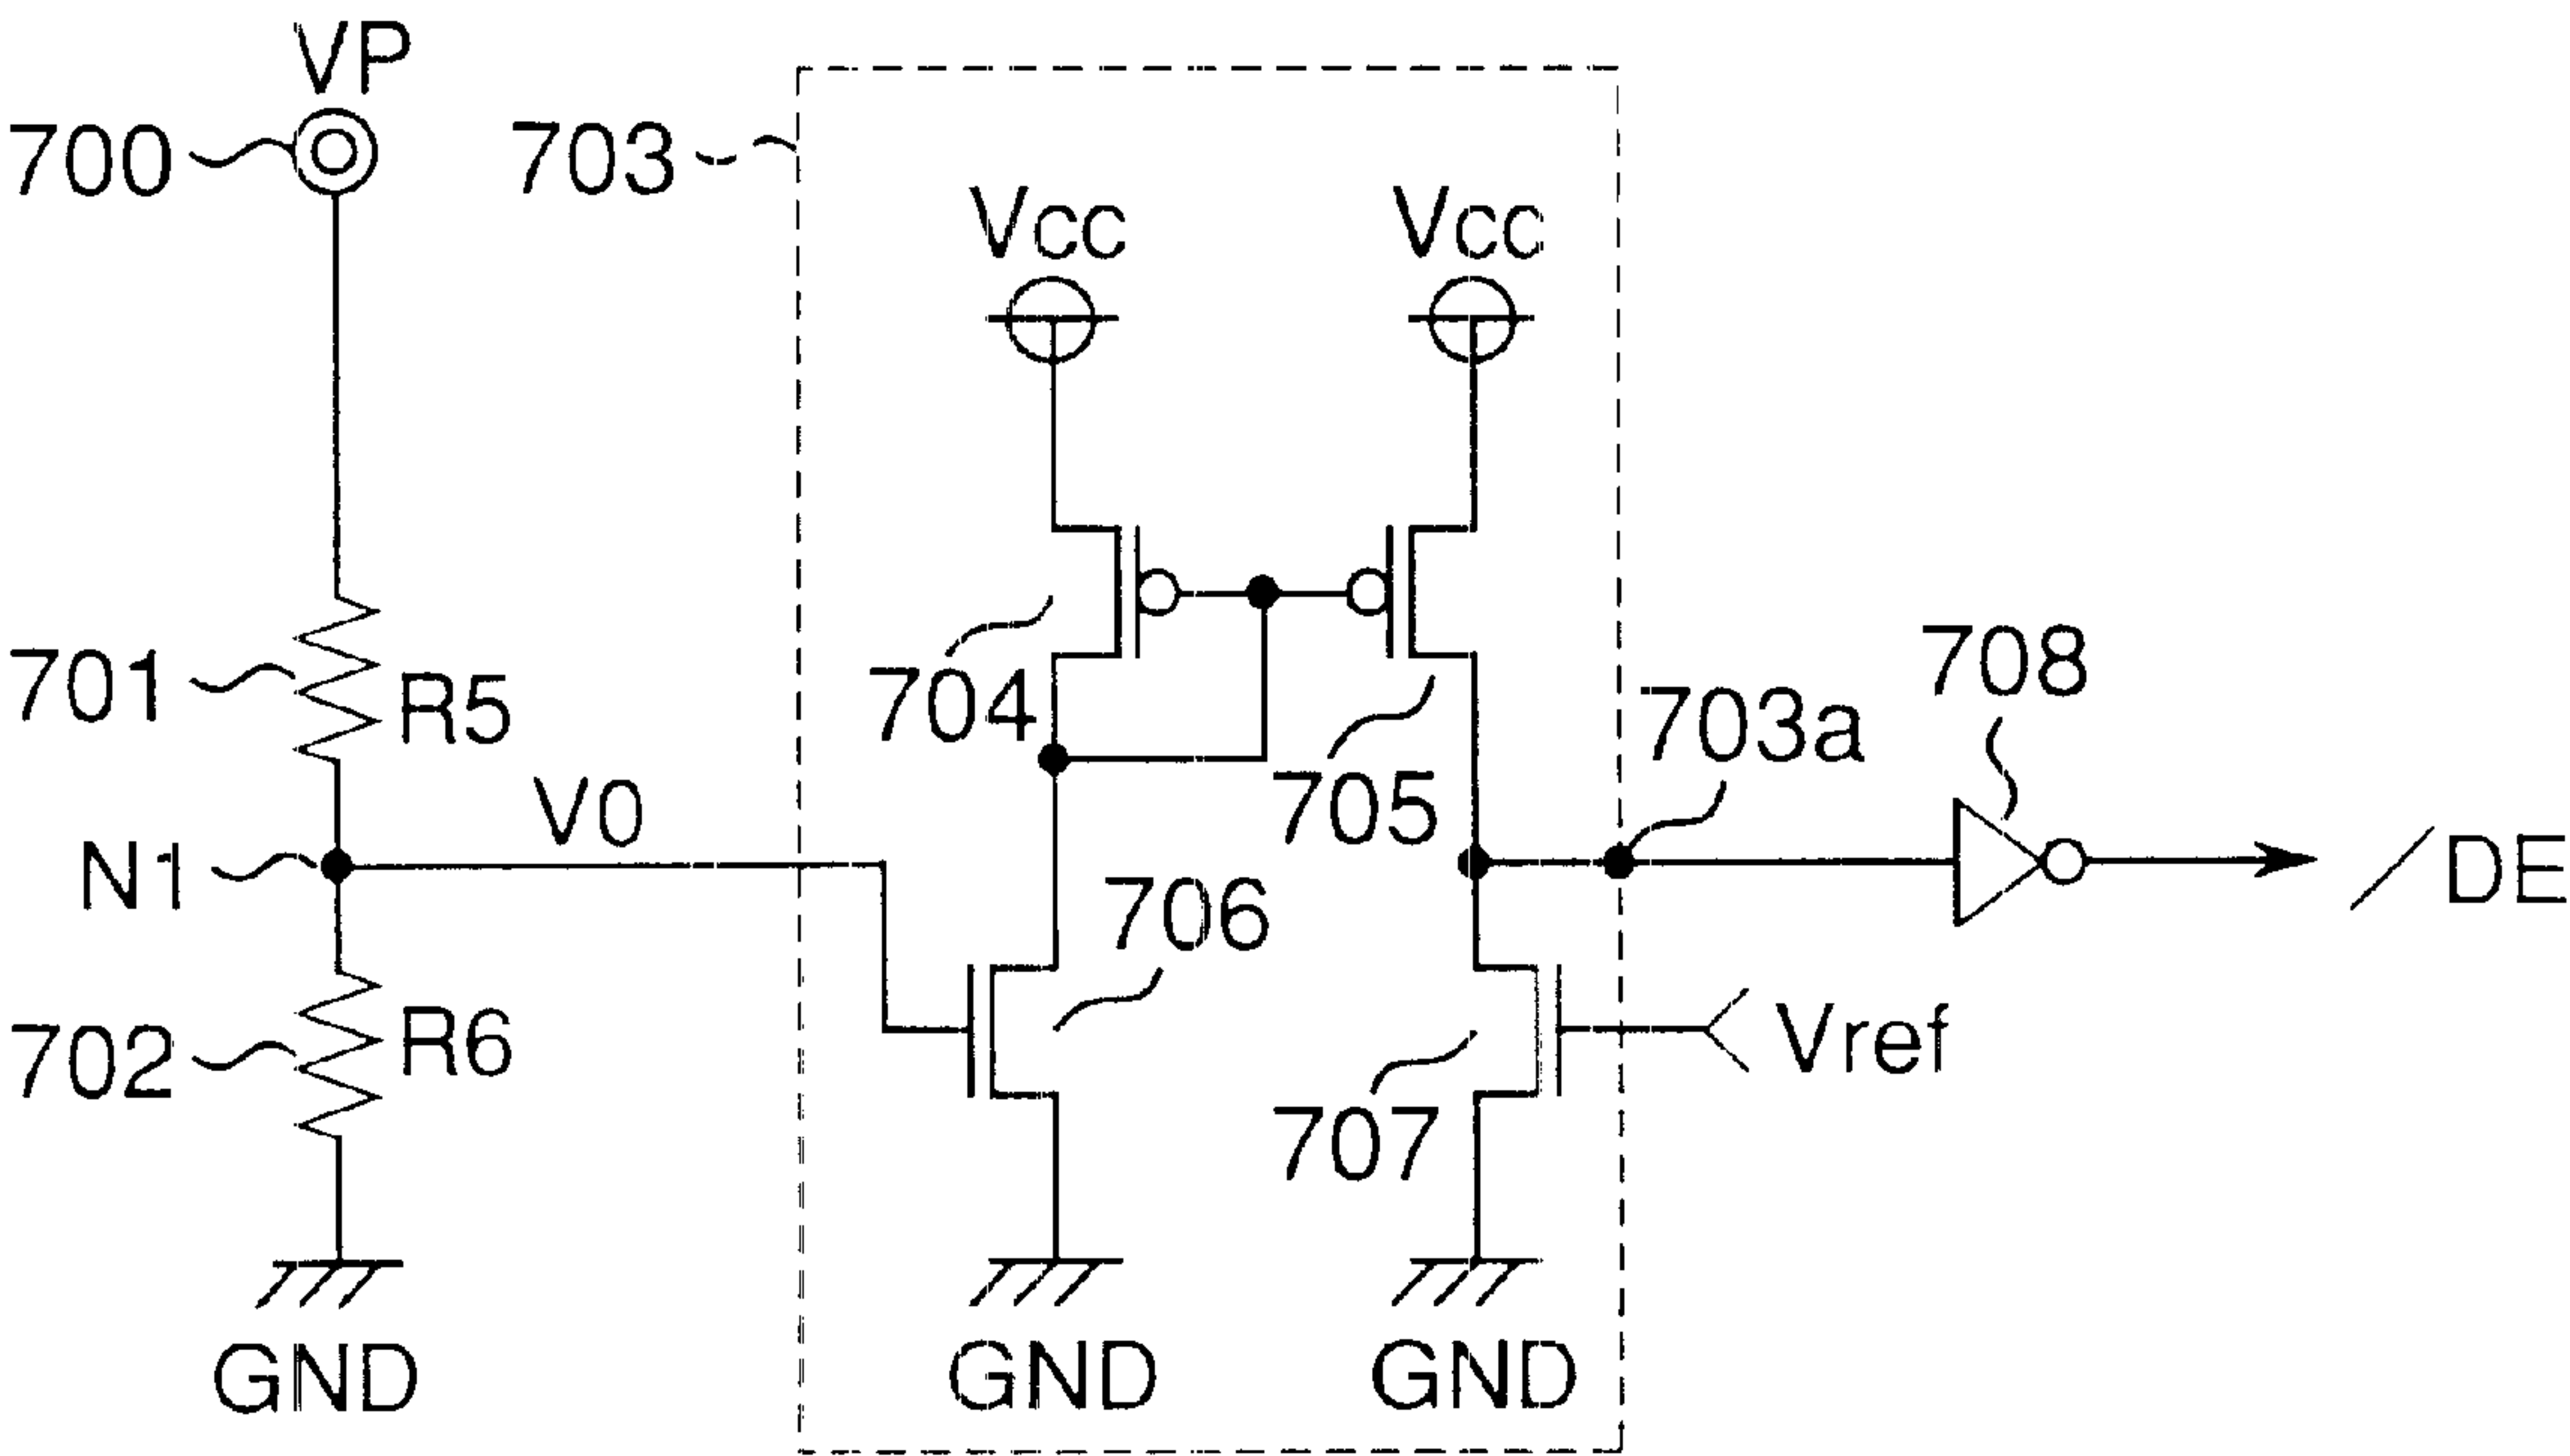 VP
700
703
Vcc
Vcc
701
R5
704
705
703a
708
V0
N1
706
/DE
702
R6
707
Vref
GND
GND
GND